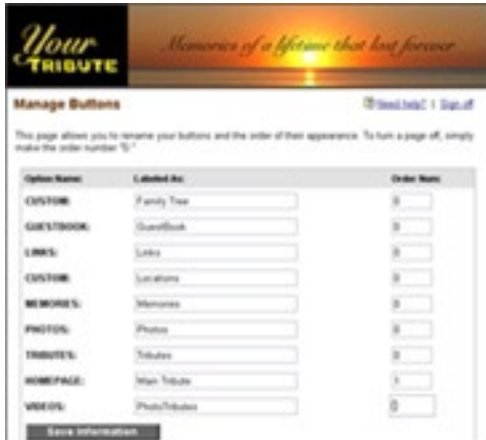 Your
TRIBUTE
Memories of a lifetime that last forever
Manage Buttons
Need help? | Sign off
This page allows you to rename your buttons and the order of their appearance. To turn a page off, simply
make the order number "0."
Option Name: Labeled As: Order Num:
CUSTOM: Family Tree 0
GUESTBOOK: GuestBook 0
LINKS: Links 0
CUSTOM: Locations 0
MEMORIES: Memories 0
PHOTOS: Photos 0
TRIBUTES: Tributes 0
HOMEPAGE: Main Tribute 1
VIDEOS: PhotoTributes 0
Save Information